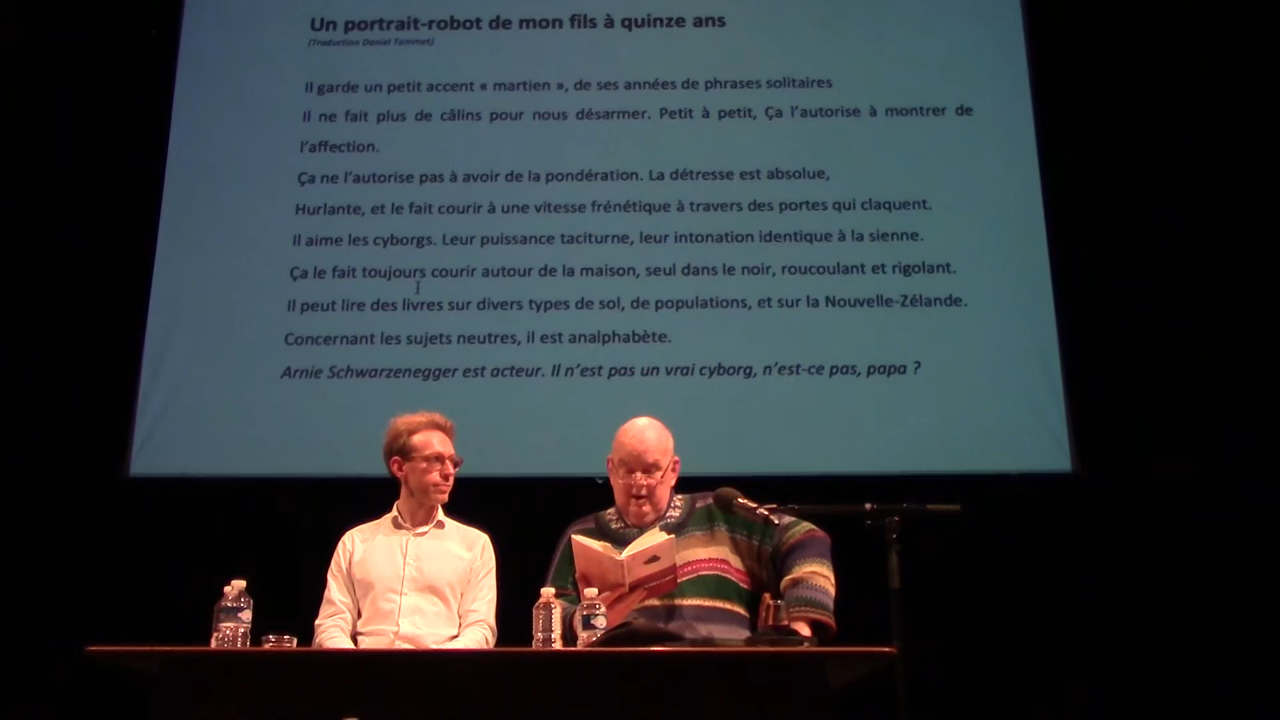 Un portrait-robot de mon fils à quinze ans
(Traduction Daniel Tammet)
Il garde un petit accent « martien », de ses années de phrases solitaires
Il ne fait plus de câlins pour nous désarmer. Petit à petit, Ça l'autorise à montrer de
l'affection.
Ça ne l'autorise pas à avoir de la pondération. La détresse est absolue,
Hurlante, et le fait courir à une vitesse frénétique à travers des portes qui claquent.
Il aime les cyborgs. Leur puissance taciturne, leur intonation identique à la sienne.
Ça le fait toujours courir autour de la maison, seul dans le noir, roucoulant et rigolant.
Il peut lire des livres sur divers types de sol, de populations, et sur la Nouvelle-Zélande.
Concernant les sujets neutres, il est analphabète.
Arnie Schwarzenegger est acteur. Il n'est pas un vrai cyborg, n'est-ce pas, papa ?